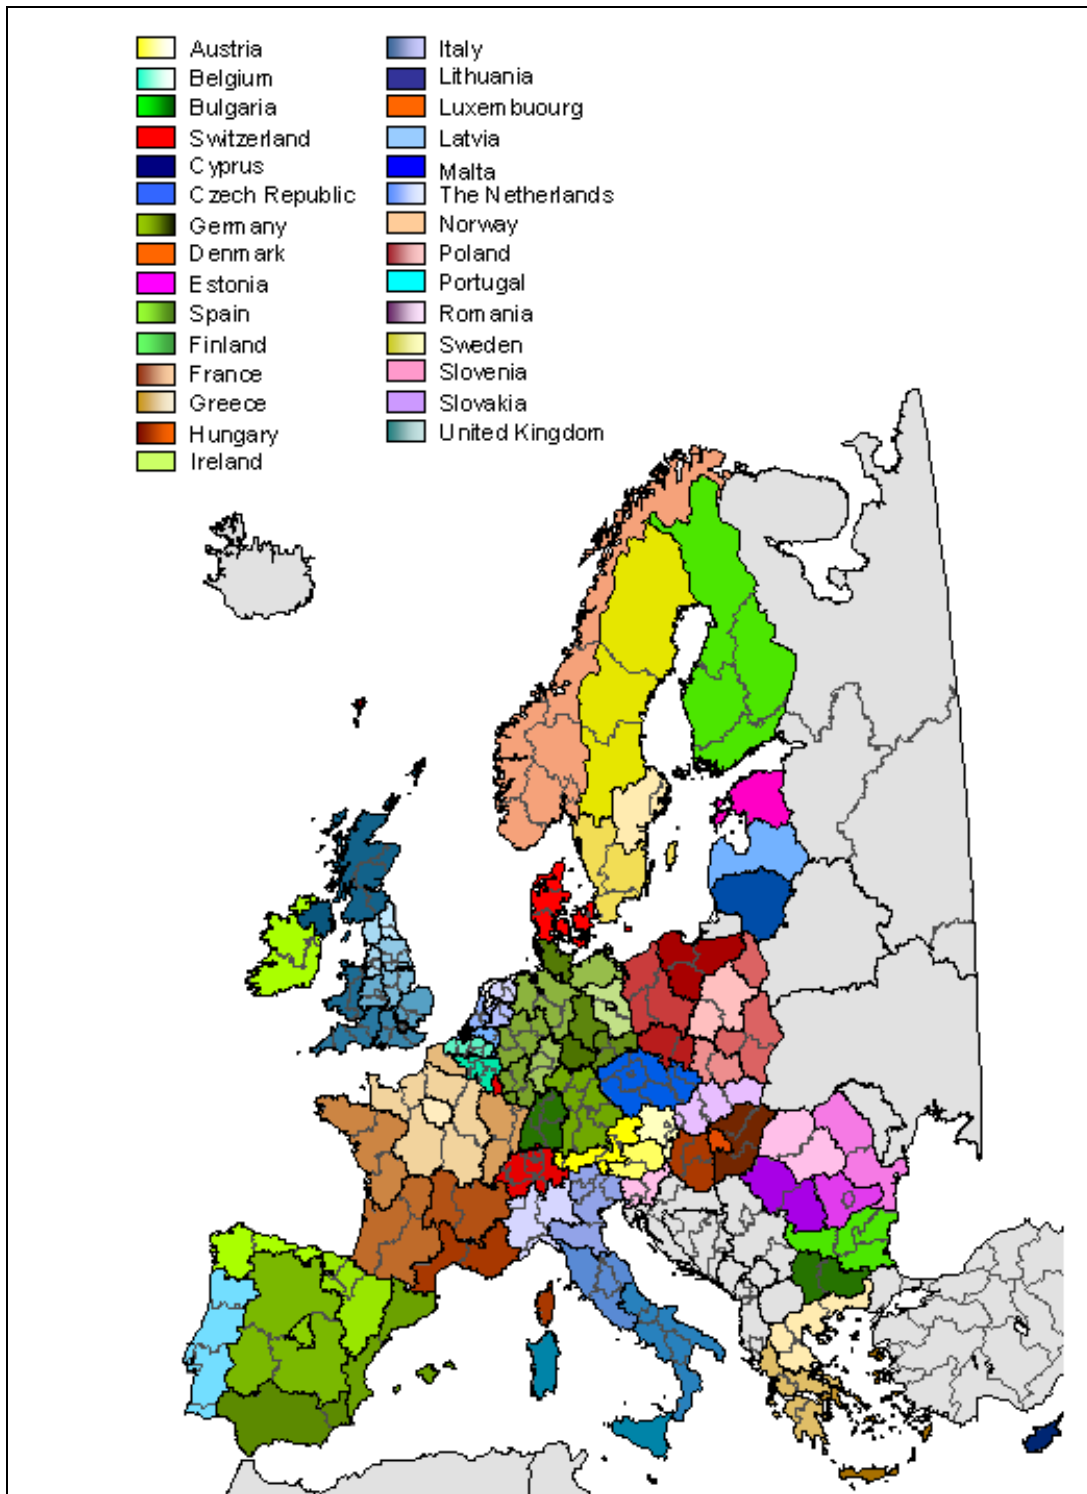 Austria
Belgium
Bulgaria
Switzerland
Cyprus
Czech Republic
Germany
Denmark
Estonia
Spain
Finland
France
Greece
Hungary
Ireland
Italy
Lithuania
Luxembuourg
Latvia
Malta
The Netherlands
Norway
Poland
Portugal
Romania
Sweden
Slovenia
Slovakia
United Kingdom